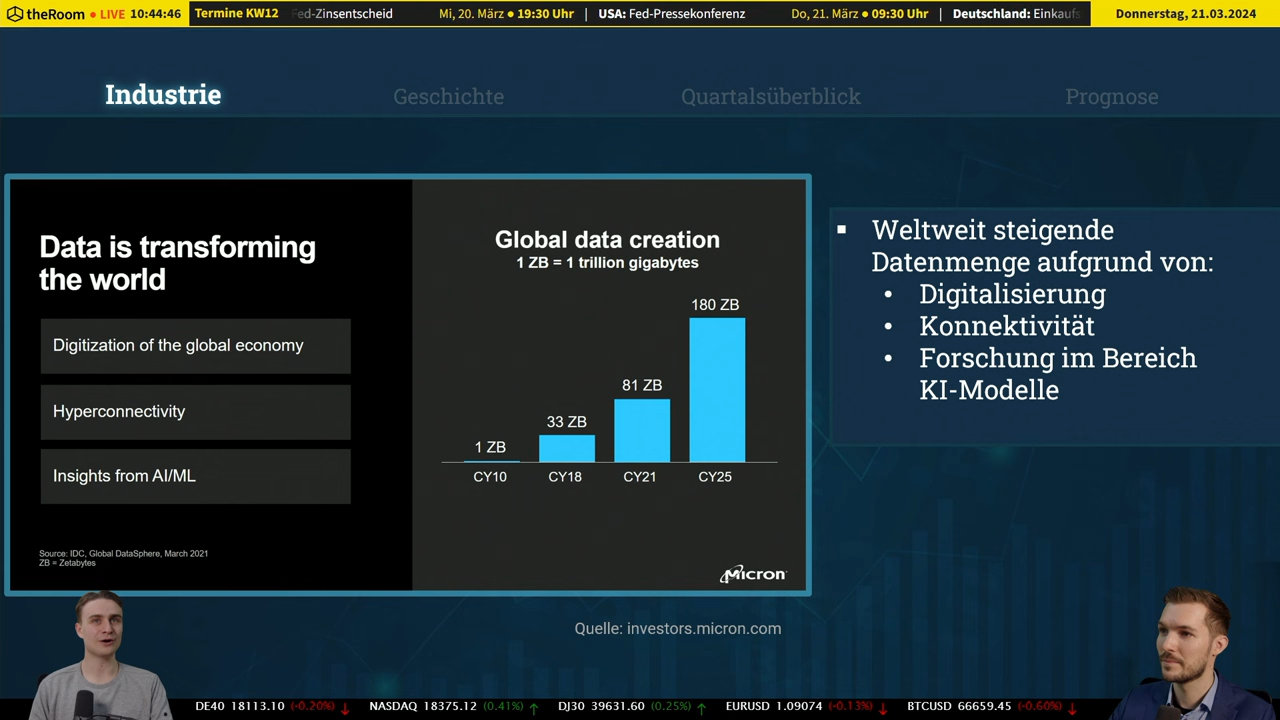 theRoom ● LIVE 10:44:46 Termine KW12 Fed-Zinsentscheid Mi, 20. März ● 19:30 Uhr | USA: Fed-Pressekonferenz Do, 21. März ● 09:30 Uhr | Deutschland: Einkaufs Donnerstag, 21.03.2024
Industrie Geschichte Quartalsüberblick Prognose
Data is transforming
the world
Digitization of the global economy
Hyperconnectivity
Insights from AI/ML
Source: IDC, Global DataSphere, March 2021
ZB = Zetabytes
Global data creation
1 ZB = 1 trillion gigabytes
180 ZB
81 ZB
33 ZB
1 ZB
CY10 CY18 CY21 CY25
Micron
▪ Weltweit steigende
Datenmenge aufgrund von:
• Digitalisierung
• Konnektivität
• Forschung im Bereich
KI-Modelle
Quelle: investors.micron.com
DE40 18113.10 (-0.20%) ↓ NASDAQ 18375.12 (0.41%) ↑ DJ30 39631.60 (0.25%) ↑ EURUSD 1.09074 (-0.13%) ↓ BTCUSD 66659.45 (-0.60%) ↓